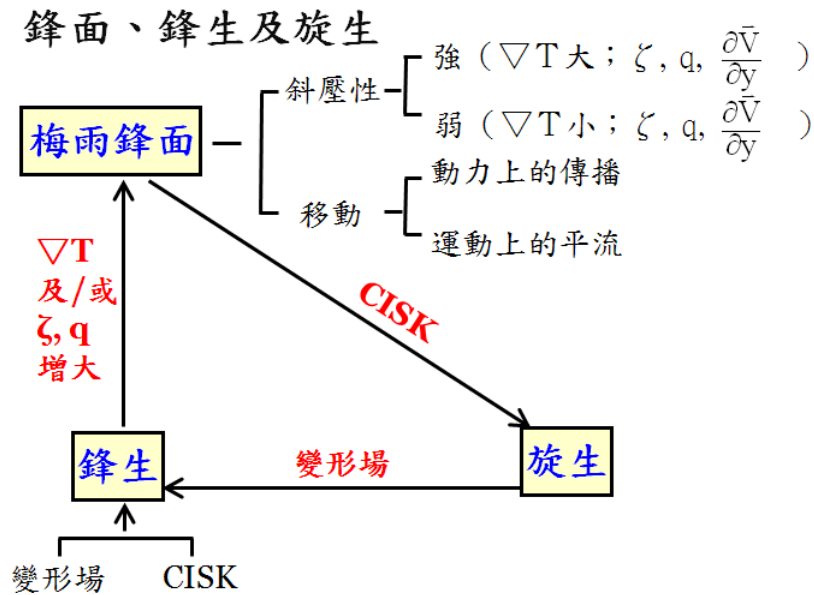 鋒面、鋒生及旋生
強（▽T大；ζ, q, ∂V̄/∂y ）
斜壓性
弱（▽T小；ζ, q, ∂V̄/∂y ）
梅雨鋒面
動力上的傳播
移動
運動上的平流
▽T
及/或
ζ, q
增大
CISK
鋒生
變形場
旋生
變形場 CISK